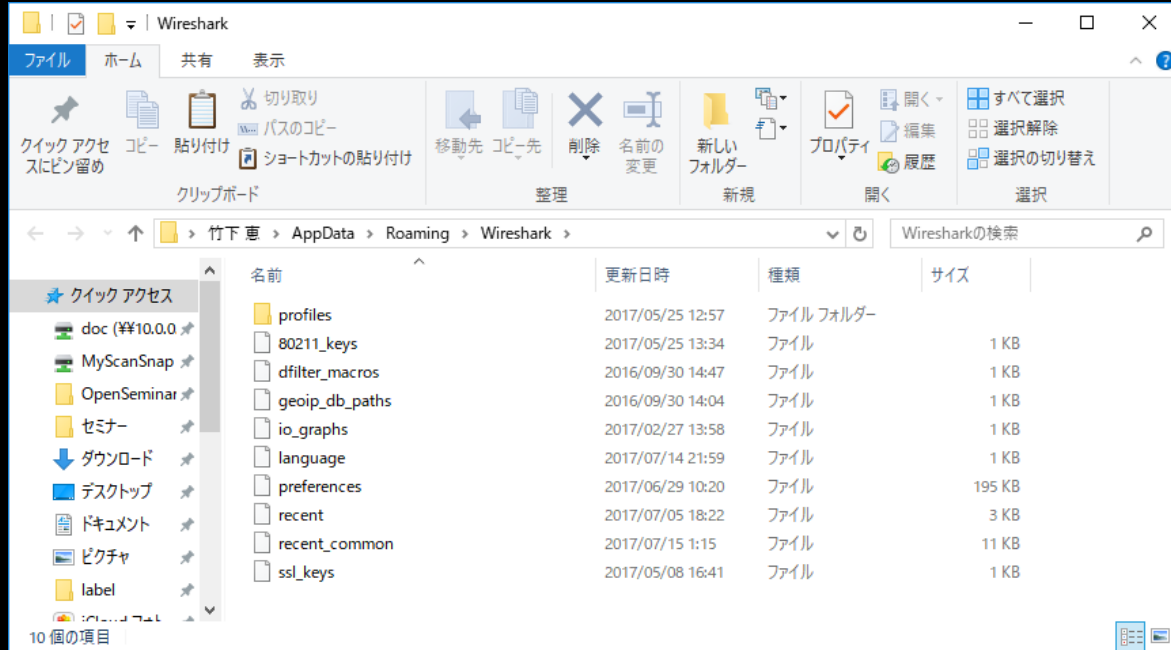 Wireshark
ファイル ホーム 共有 表示
クイック アクセスにピン留め
コピー
貼り付け
切り取り
パスのコピー
ショートカットの貼り付け
クリップボード
移動先
コピー先
削除
名前の変更
整理
新しいフォルダー
新規
プロパティ
開く
編集
履歴
開く
すべて選択
選択解除
選択の切り替え
選択
竹下 恵 > AppData > Roaming > Wireshark >
Wiresharkの検索
クイック アクセス
doc (¥¥10.0.0
MyScanSnap
OpenSeminar
セミナー
ダウンロード
デスクトップ
ドキュメント
ピクチャ
label
名前 更新日時 種類 サイズ
profiles 2017/05/25 12:57 ファイル フォルダー
80211_keys 2017/05/25 13:34 ファイル 1 KB
dfilter_macros 2016/09/30 14:47 ファイル 1 KB
geoip_db_paths 2016/09/30 14:04 ファイル 1 KB
io_graphs 2017/02/27 13:58 ファイル 1 KB
language 2017/07/14 21:59 ファイル 1 KB
preferences 2017/06/29 10:20 ファイル 195 KB
recent 2017/07/05 18:22 ファイル 3 KB
recent_common 2017/07/15 1:15 ファイル 11 KB
ssl_keys 2017/05/08 16:41 ファイル 1 KB
10 個の項目